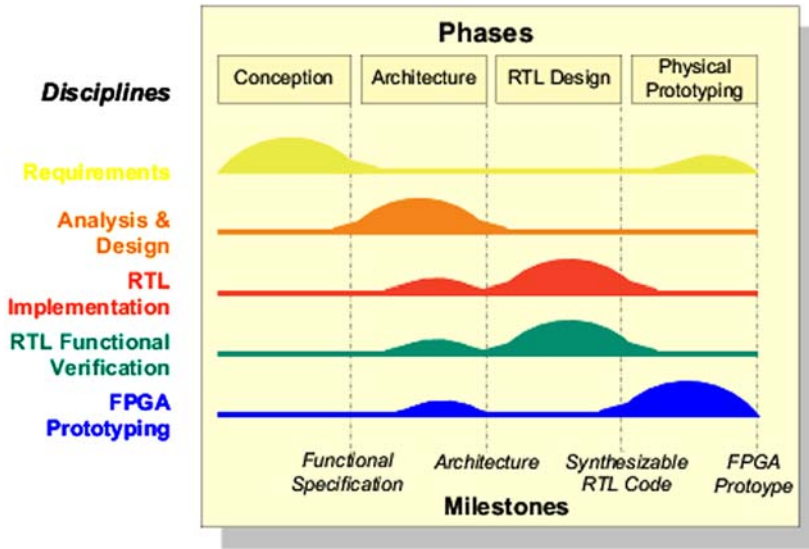 Phases
Disciplines
Conception
Architecture
RTL Design
Physical
Prototyping
Requirements
Analysis &
Design
RTL
Implementation
RTL Functional
Verification
FPGA
Prototyping
Functional
Specification
Architecture
Synthesizable
RTL Code
FPGA
Protoype
Milestones